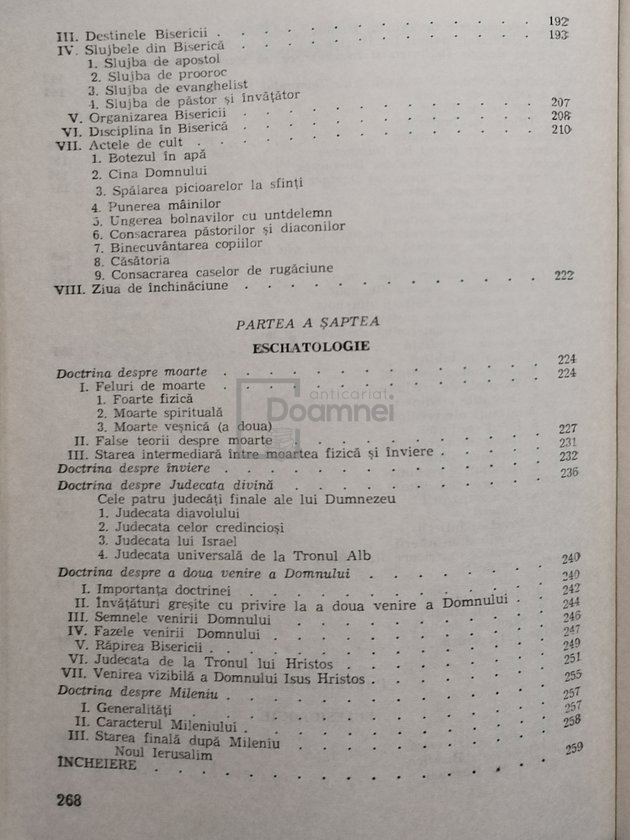 III. Destinele Bisericii . . . . . . . . . . . . . 192
IV. Slujbele din Biserică . . . . . . . . . . . . 193
1. Slujba de apostol
2. Slujba de prooroc
3. Slujba de evanghelist
4. Slujba de păstor și învățător
V. Organizarea Bisericii . . . . . . . . . . . . 207
VI. Disciplina în Biserică . . . . . . . . . . . . 208
VII. Actele de cult . . . . . . . . . . . . . . 210
1. Botezul în apă
2. Cina Domnului
3. Spălarea picioarelor la sfinți
4. Punerea mâinilor
5. Ungerea bolnavilor cu untdelemn
6. Consacrarea păstorilor și diaconilor
7. Binecuvântarea copiilor
8. Căsătoria
9. Consacrarea caselor de rugăciune
VIII. Ziua de închinăciune . . . . . . . . . . . . 222
PARTEA A ȘAPTEA
ESCHATOLOGIE
Doctrina despre moarte . . . . . . . . . . . . . 224
I. Feluri de moarte . . . . . . . . . . . . . 224
1. Foarte fizică
2. Moarte spirituală
3. Moarte veșnică (a doua)
II. False teorii despre moarte . . . . . . . . . . 227
III. Starea intermediară între moartea fizică și înviere . . . . 231
Doctrina despre înviere . . . . . . . . . . . . . 232
Doctrina despre Judecata divină . . . . . . . . . . 236
Cele patru judecăți finale ale lui Dumnezeu
1. Judecata diavolului
2. Judecata celor credincioși
3. Judecata lui Israel
4. Judecata universală de la Tronul Alb
Doctrina despre a doua venire a Domnului . . . . . . . 240
I. Importanța doctrinei . . . . . . . . . . . . 240
II. Învățături greșite cu privire la a doua venire a Domnului . . 242
III. Semnele venirii Domnului . . . . . . . . . . 244
IV. Fazele venirii Domnului . . . . . . . . . . . 246
V. Răpirea Bisericii . . . . . . . . . . . . . 247
VI. Judecata de la Tronul lui Hristos . . . . . . . . 249
VII. Venirea vizibilă a Domnului Isus Hristos . . . . . . . 251
Doctrina despre Mileniu . . . . . . . . . . . . . 255
I. Generalități . . . . . . . . . . . . . . . 257
II. Caracterul Mileniului . . . . . . . . . . . . 257
III. Starea finală după Mileniu . . . . . . . . . . 258
Noul Ierusalim
ÎNCHEIERE . . . . . . . . . . . . . . . . 259
268
anticariat
Doamnei